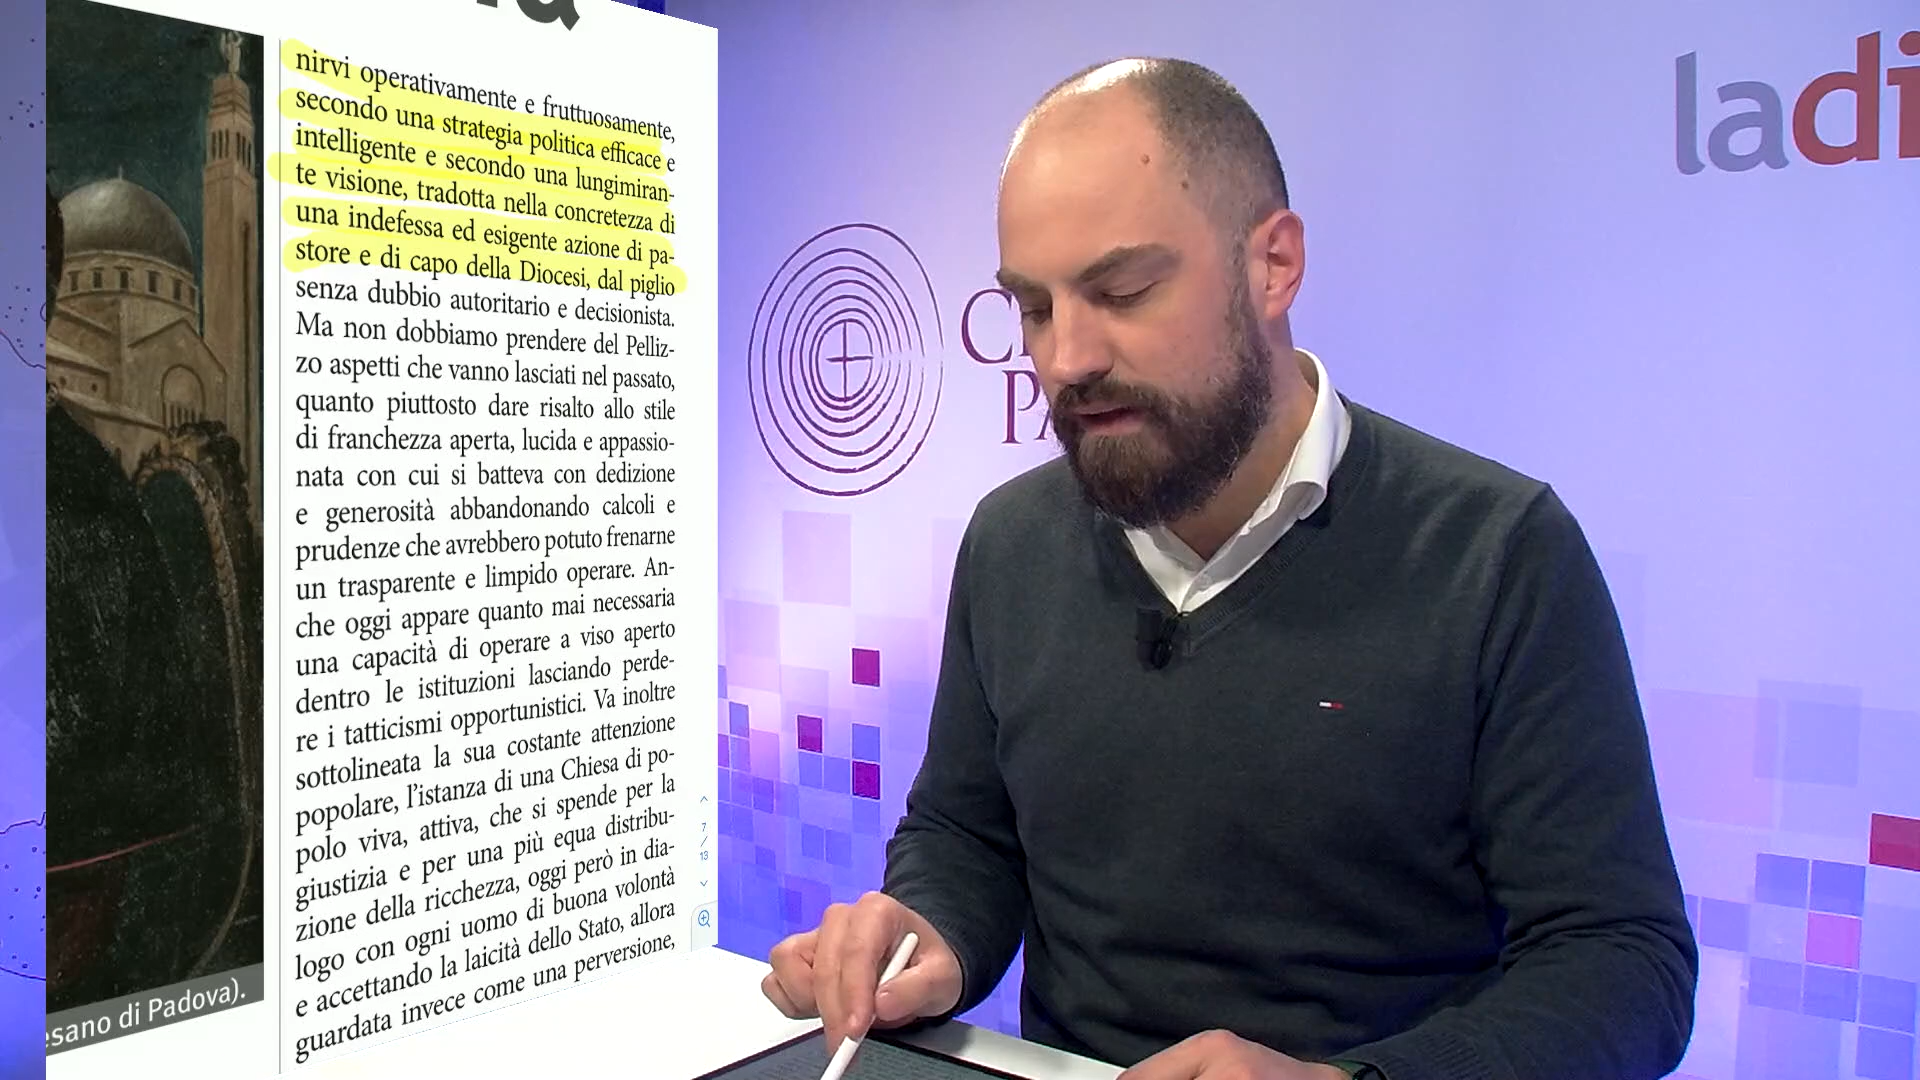 nirvi operativamente e fruttuosamente,
secondo una strategia politica efficace e
intelligente e secondo una lungimiran-
te visione, tradotta nella concretezza di
una indefessa ed esigente azione di pa-
store e di capo della Diocesi, dal piglio
senza dubbio autoritario e decisionista.
Ma non dobbiamo prendere del Pelliz-
zo aspetti che vanno lasciati nel passato,
quanto piuttosto dare risalto allo stile
di franchezza aperta, lucida e appassio-
nata con cui si batteva con dedizione
e generosità abbandonando calcoli e
prudenze che avrebbero potuto frenarne
un trasparente e limpido operare. An-
che oggi appare quanto mai necessaria
una capacità di operare a viso aperto
dentro le istituzioni lasciando perde-
re i tatticismi opportunistici. Va inoltre
sottolineata la sua costante attenzione
popolare, l'istanza di una Chiesa di po-
polo viva, attiva, che si spende per la
giustizia e per una più equa distribu-
zione della ricchezza, oggi però in dia-
logo con ogni uomo di buona volontà
e accettando la laicità dello Stato, allora
guardata invece come una perversione,
esano di Padova).
7
/
13
ladi